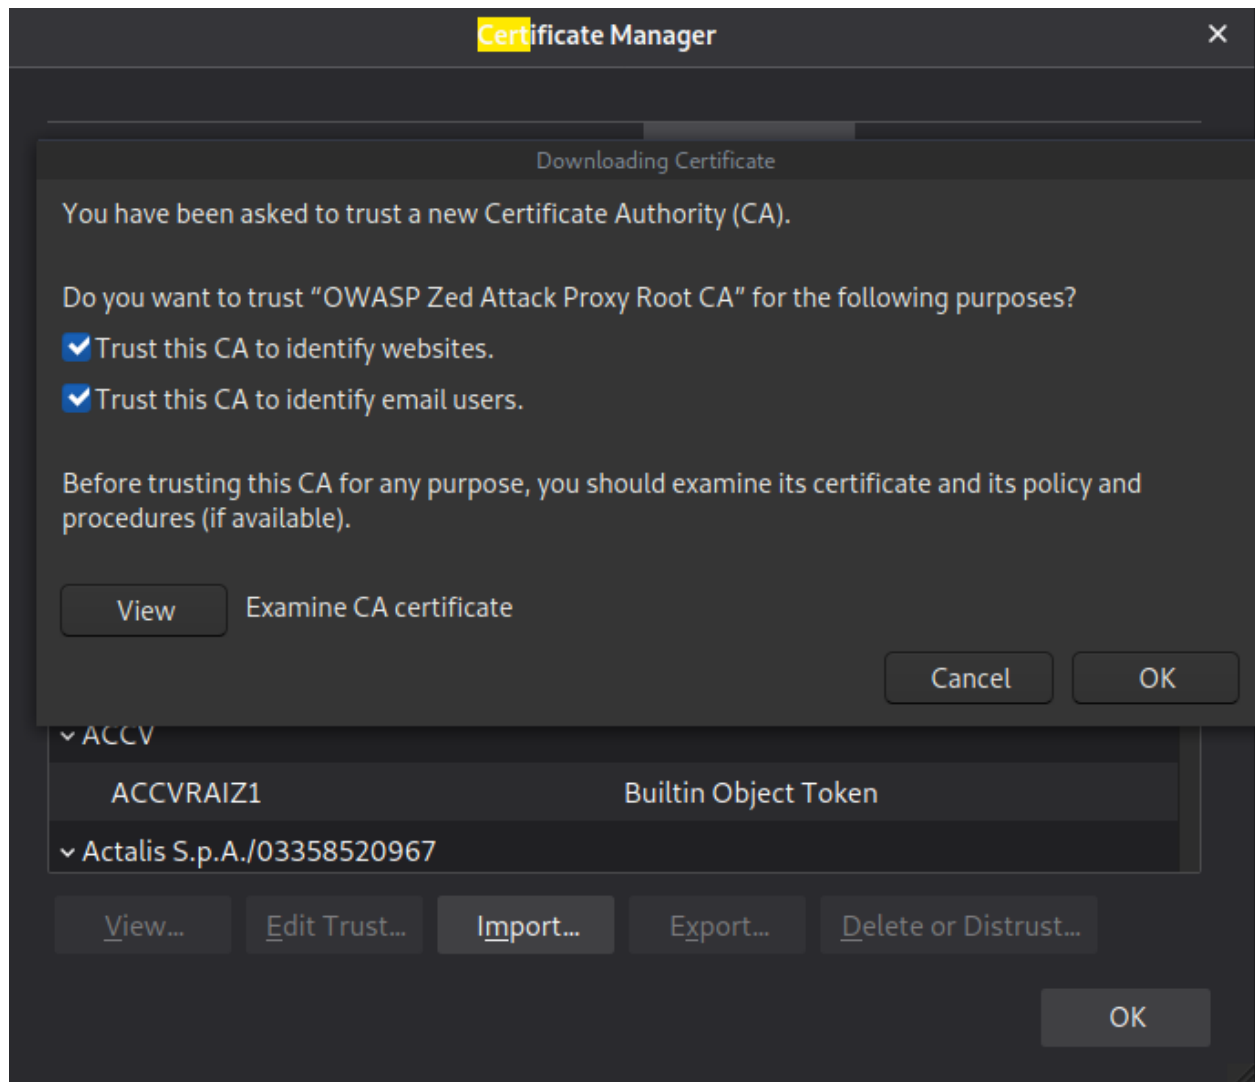 Certificate Manager
Downloading Certificate
You have been asked to trust a new Certificate Authority (CA).
Do you want to trust “OWASP Zed Attack Proxy Root CA” for the following purposes?
Trust this CA to identify websites.
Trust this CA to identify email users.
Before trusting this CA for any purpose, you should examine its certificate and its policy and
procedures (if available).
View Examine CA certificate
Cancel OK
ACCV
ACCVRAIZ1 Builtin Object Token
Actalis S.p.A./03358520967
View... Edit Trust... Import... Export... Delete or Distrust...
OK